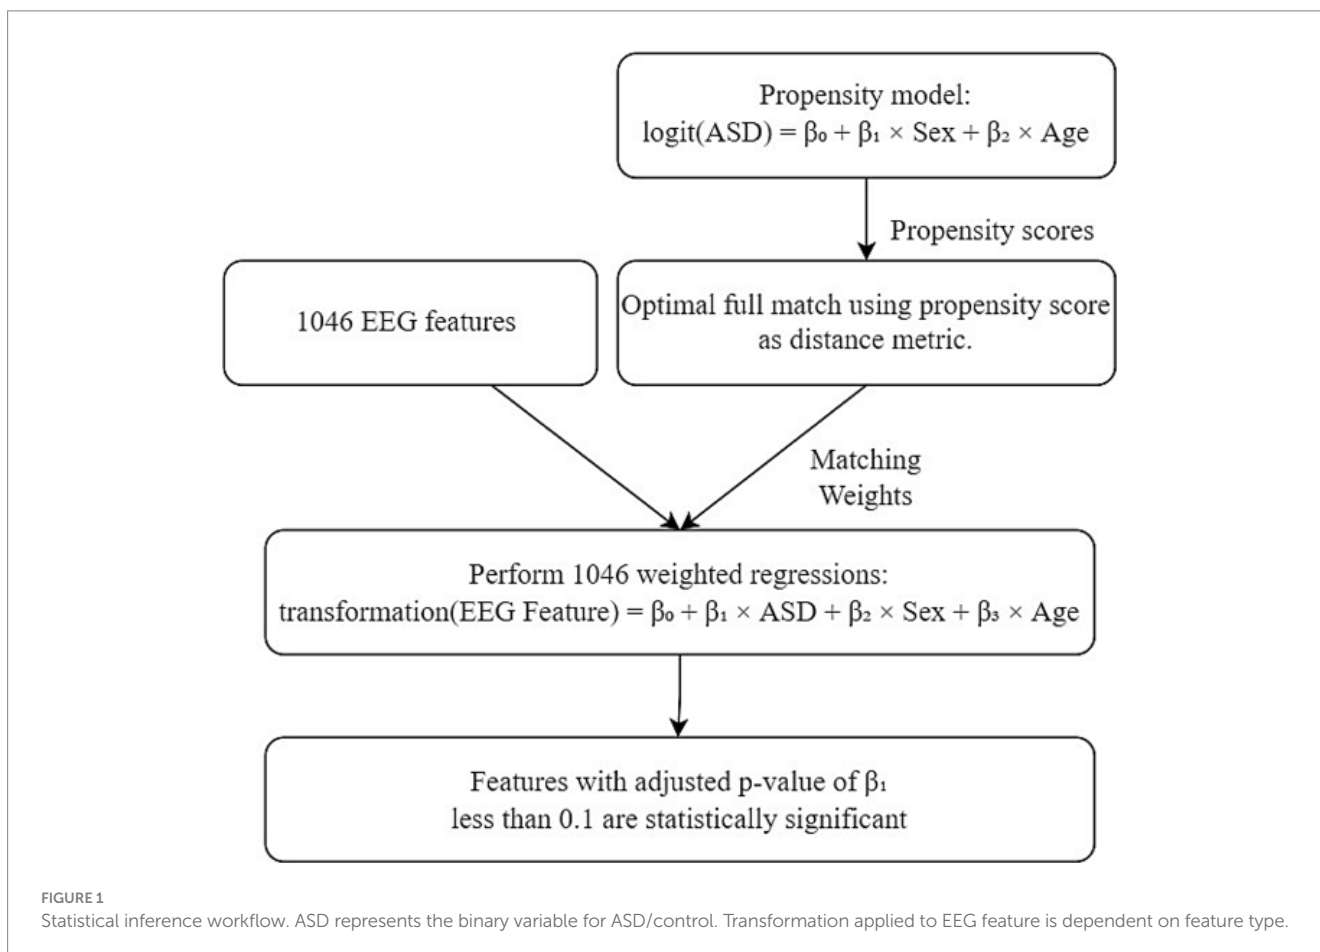 Propensity model:
logit(ASD) = β₀ + β₁ × Sex + β₂ × Age
Propensity scores
1046 EEG features
Optimal full match using propensity score
as distance metric.
Matching
Weights
Perform 1046 weighted regressions:
transformation(EEG Feature) = β₀ + β₁ × ASD + β₂ × Sex + β₃ × Age
Features with adjusted p-value of β₁
less than 0.1 are statistically significant
FIGURE 1
Statistical inference workflow. ASD represents the binary variable for ASD/control. Transformation applied to EEG feature is dependent on feature type.